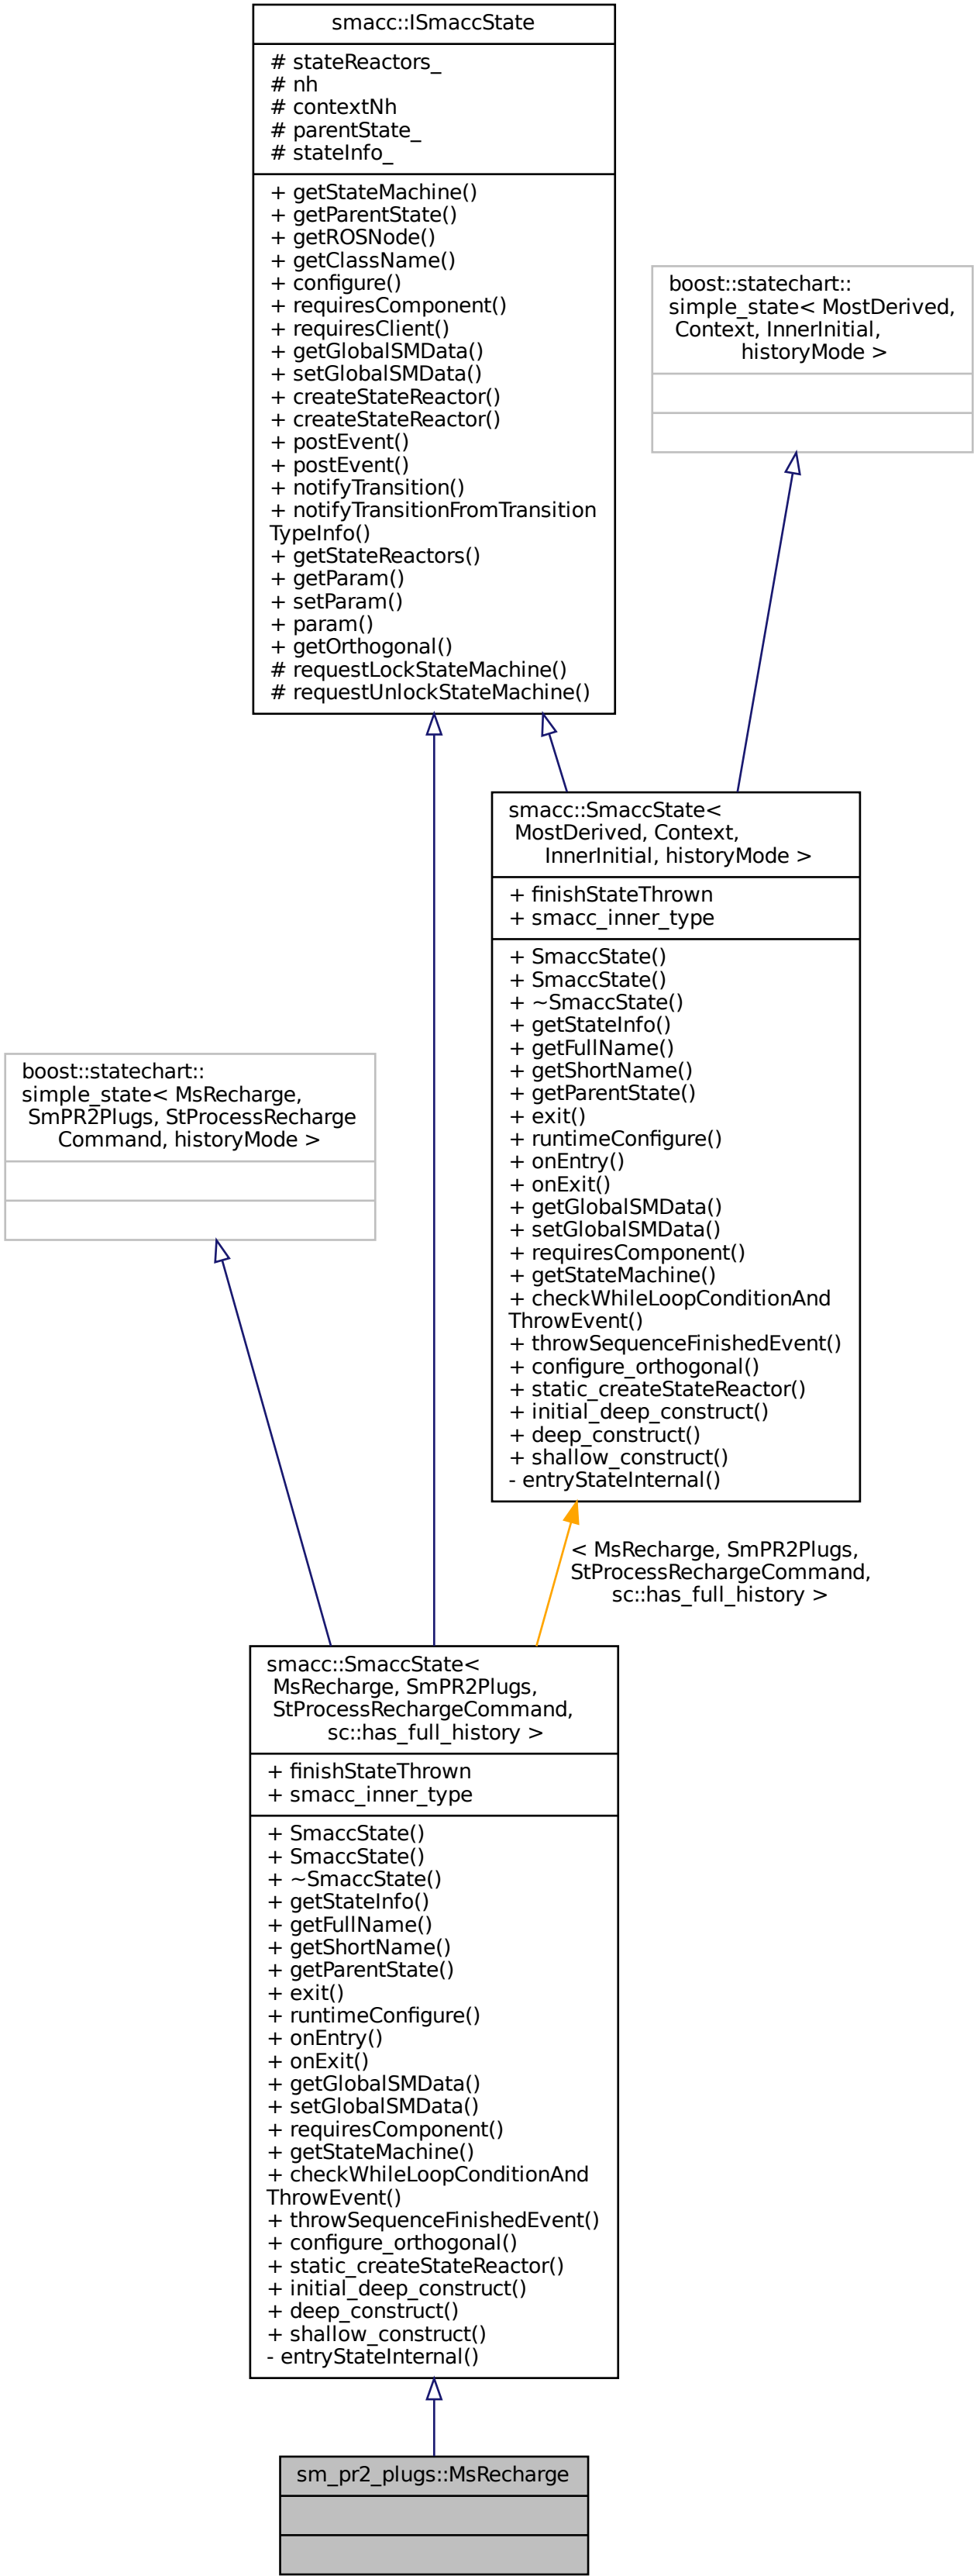 smacc::ISmaccState
# stateReactors_
# nh
# contextNh
# parentState_
# stateInfo_
+ getStateMachine()
+ getParentState()
+ getROSNode()
+ getClassName()
+ configure()
+ requiresComponent()
+ requiresClient()
+ getGlobalSMData()
+ setGlobalSMData()
+ createStateReactor()
+ createStateReactor()
+ postEvent()
+ postEvent()
+ notifyTransition()
+ notifyTransitionFromTransition
TypeInfo()
+ getStateReactors()
+ getParam()
+ setParam()
+ param()
+ getOrthogonal()
# requestLockStateMachine()
# requestUnlockStateMachine()
boost::statechart::
simple_state< MostDerived,
Context, InnerInitial,
historyMode >
smacc::SmaccState<
MostDerived, Context,
InnerInitial, historyMode >
+ finishStateThrown
+ smacc_inner_type
+ SmaccState()
+ SmaccState()
+ ~SmaccState()
+ getStateInfo()
+ getFullName()
+ getShortName()
+ getParentState()
+ exit()
+ runtimeConfigure()
+ onEntry()
+ onExit()
+ getGlobalSMData()
+ setGlobalSMData()
+ requiresComponent()
+ getStateMachine()
+ checkWhileLoopConditionAnd
ThrowEvent()
+ throwSequenceFinishedEvent()
+ configure_orthogonal()
+ static_createStateReactor()
+ initial_deep_construct()
+ deep_construct()
+ shallow_construct()
- entryStateInternal()
boost::statechart::
simple_state< MsRecharge,
SmPR2Plugs, StProcessRecharge
Command, historyMode >
< MsRecharge, SmPR2Plugs,
StProcessRechargeCommand,
sc::has_full_history >
smacc::SmaccState<
MsRecharge, SmPR2Plugs,
StProcessRechargeCommand,
sc::has_full_history >
+ finishStateThrown
+ smacc_inner_type
+ SmaccState()
+ SmaccState()
+ ~SmaccState()
+ getStateInfo()
+ getFullName()
+ getShortName()
+ getParentState()
+ exit()
+ runtimeConfigure()
+ onEntry()
+ onExit()
+ getGlobalSMData()
+ setGlobalSMData()
+ requiresComponent()
+ getStateMachine()
+ checkWhileLoopConditionAnd
ThrowEvent()
+ throwSequenceFinishedEvent()
+ configure_orthogonal()
+ static_createStateReactor()
+ initial_deep_construct()
+ deep_construct()
+ shallow_construct()
- entryStateInternal()
sm_pr2_plugs::MsRecharge